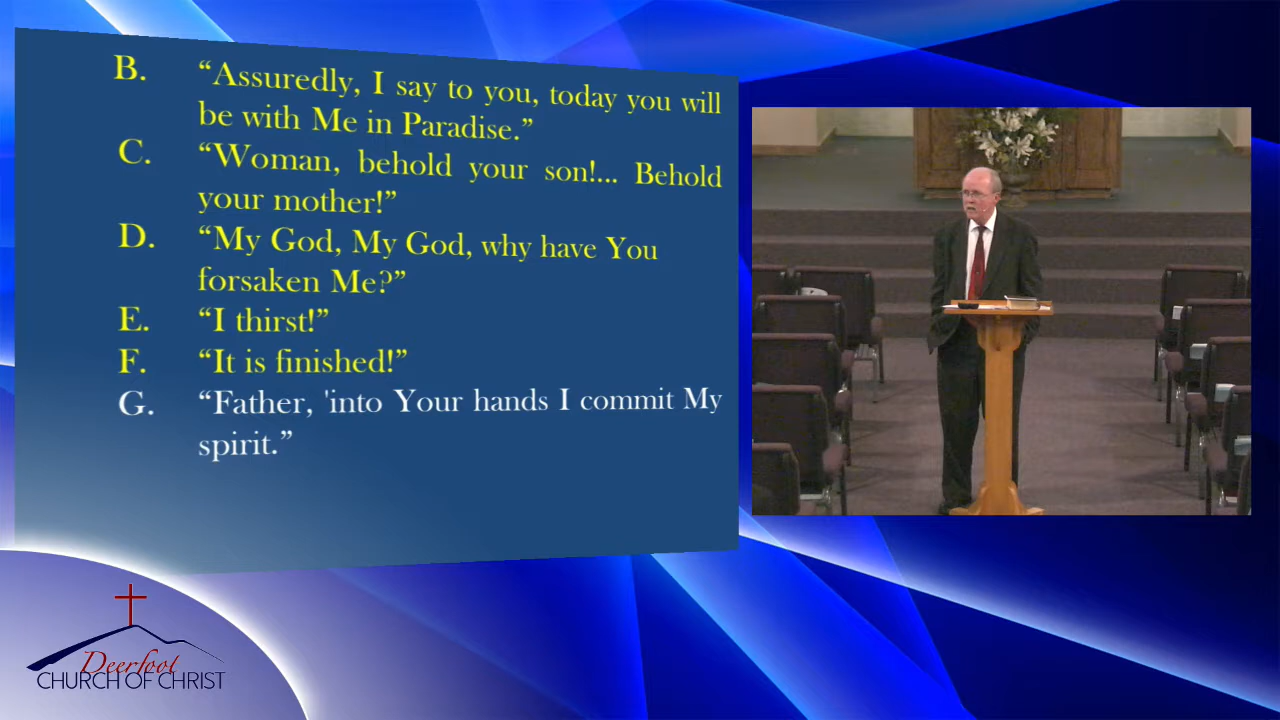 B. “Assuredly, I say to you, today you will
be with Me in Paradise.”
C. “Woman, behold your son!... Behold
your mother!”
D. “My God, My God, why have You
forsaken Me?”
E. “I thirst!”
F. “It is finished!”
G. “Father, 'into Your hands I commit My
spirit.”
Deerfoot
CHURCH OF CHRIST